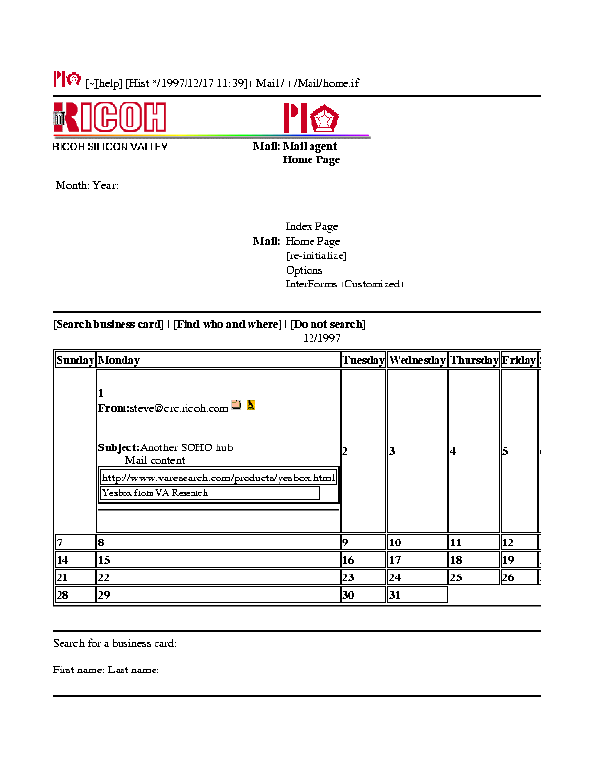 PI [~][help] [Hist */1997/12/17 11:39]+ Mail / + /Mail/home.if
RICOH PI
RICOH SILICON VALLEY
Mail: Mail agent
Home Page
Month: Year:
Index Page
Mail: Home Page
[re-initialize]
Options
InterForms (Customized)
[Search business card] | [Find who and where] | [Do not search]
12/1997
Sunday Monday Tuesday Wednesday Thursday Friday
1
From:steve@crc.ricoh.com
Subject:Another SOHO hub
Mail content
2 3 4 5
http://www.varesearch.com/products/yesbox.html
Yesbox from VA Research
7 8 9 10 11 12
14 15 16 17 18 19
21 22 23 24 25 26
28 29 30 31
Search for a business card:
First name: Last name: